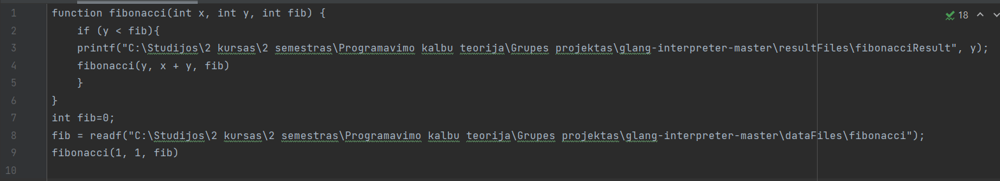 1 function fibonacci(int x, int y, int fib) {
18
2 if (y < fib){
3 printf("C:\Studijos\2 kursas\2 semestras\Programavimo kalbu teorija\Grupes projektas\glang-interpreter-master\resultFiles\fibonacciResult", y);
4 fibonacci(y, x + y, fib)
5 }
6 }
7 int fib=0;
8 fib = readf("C:\Studijos\2 kursas\2 semestras\Programavimo kalbu teorija\Grupes projektas\glang-interpreter-master\dataFiles\fibonacci");
9 fibonacci(1, 1, fib)
10